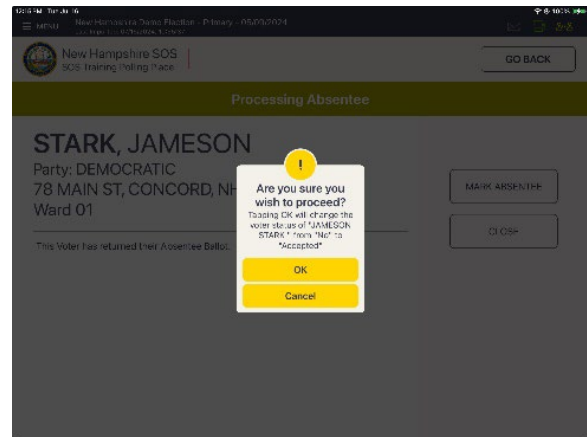 MENU
New Hampshire Demo Election - Primary - 05/03/2024
100%
New Hampshire SOS
SOS Training Polling Place
GO BACK
Processing Absentee
STARK, JAMESON
Party: DEMOCRATIC
78 MAIN ST, CONCORD, NH
Ward 01
This Voter has returned their Absentee Ballot.
MARK ABSENTEE
CLOSE
!
Are you sure you
wish to proceed?
Tapping OK will change the
voter status of "JAMESON
STARK " from "No" to
"Accepted"
OK
Cancel